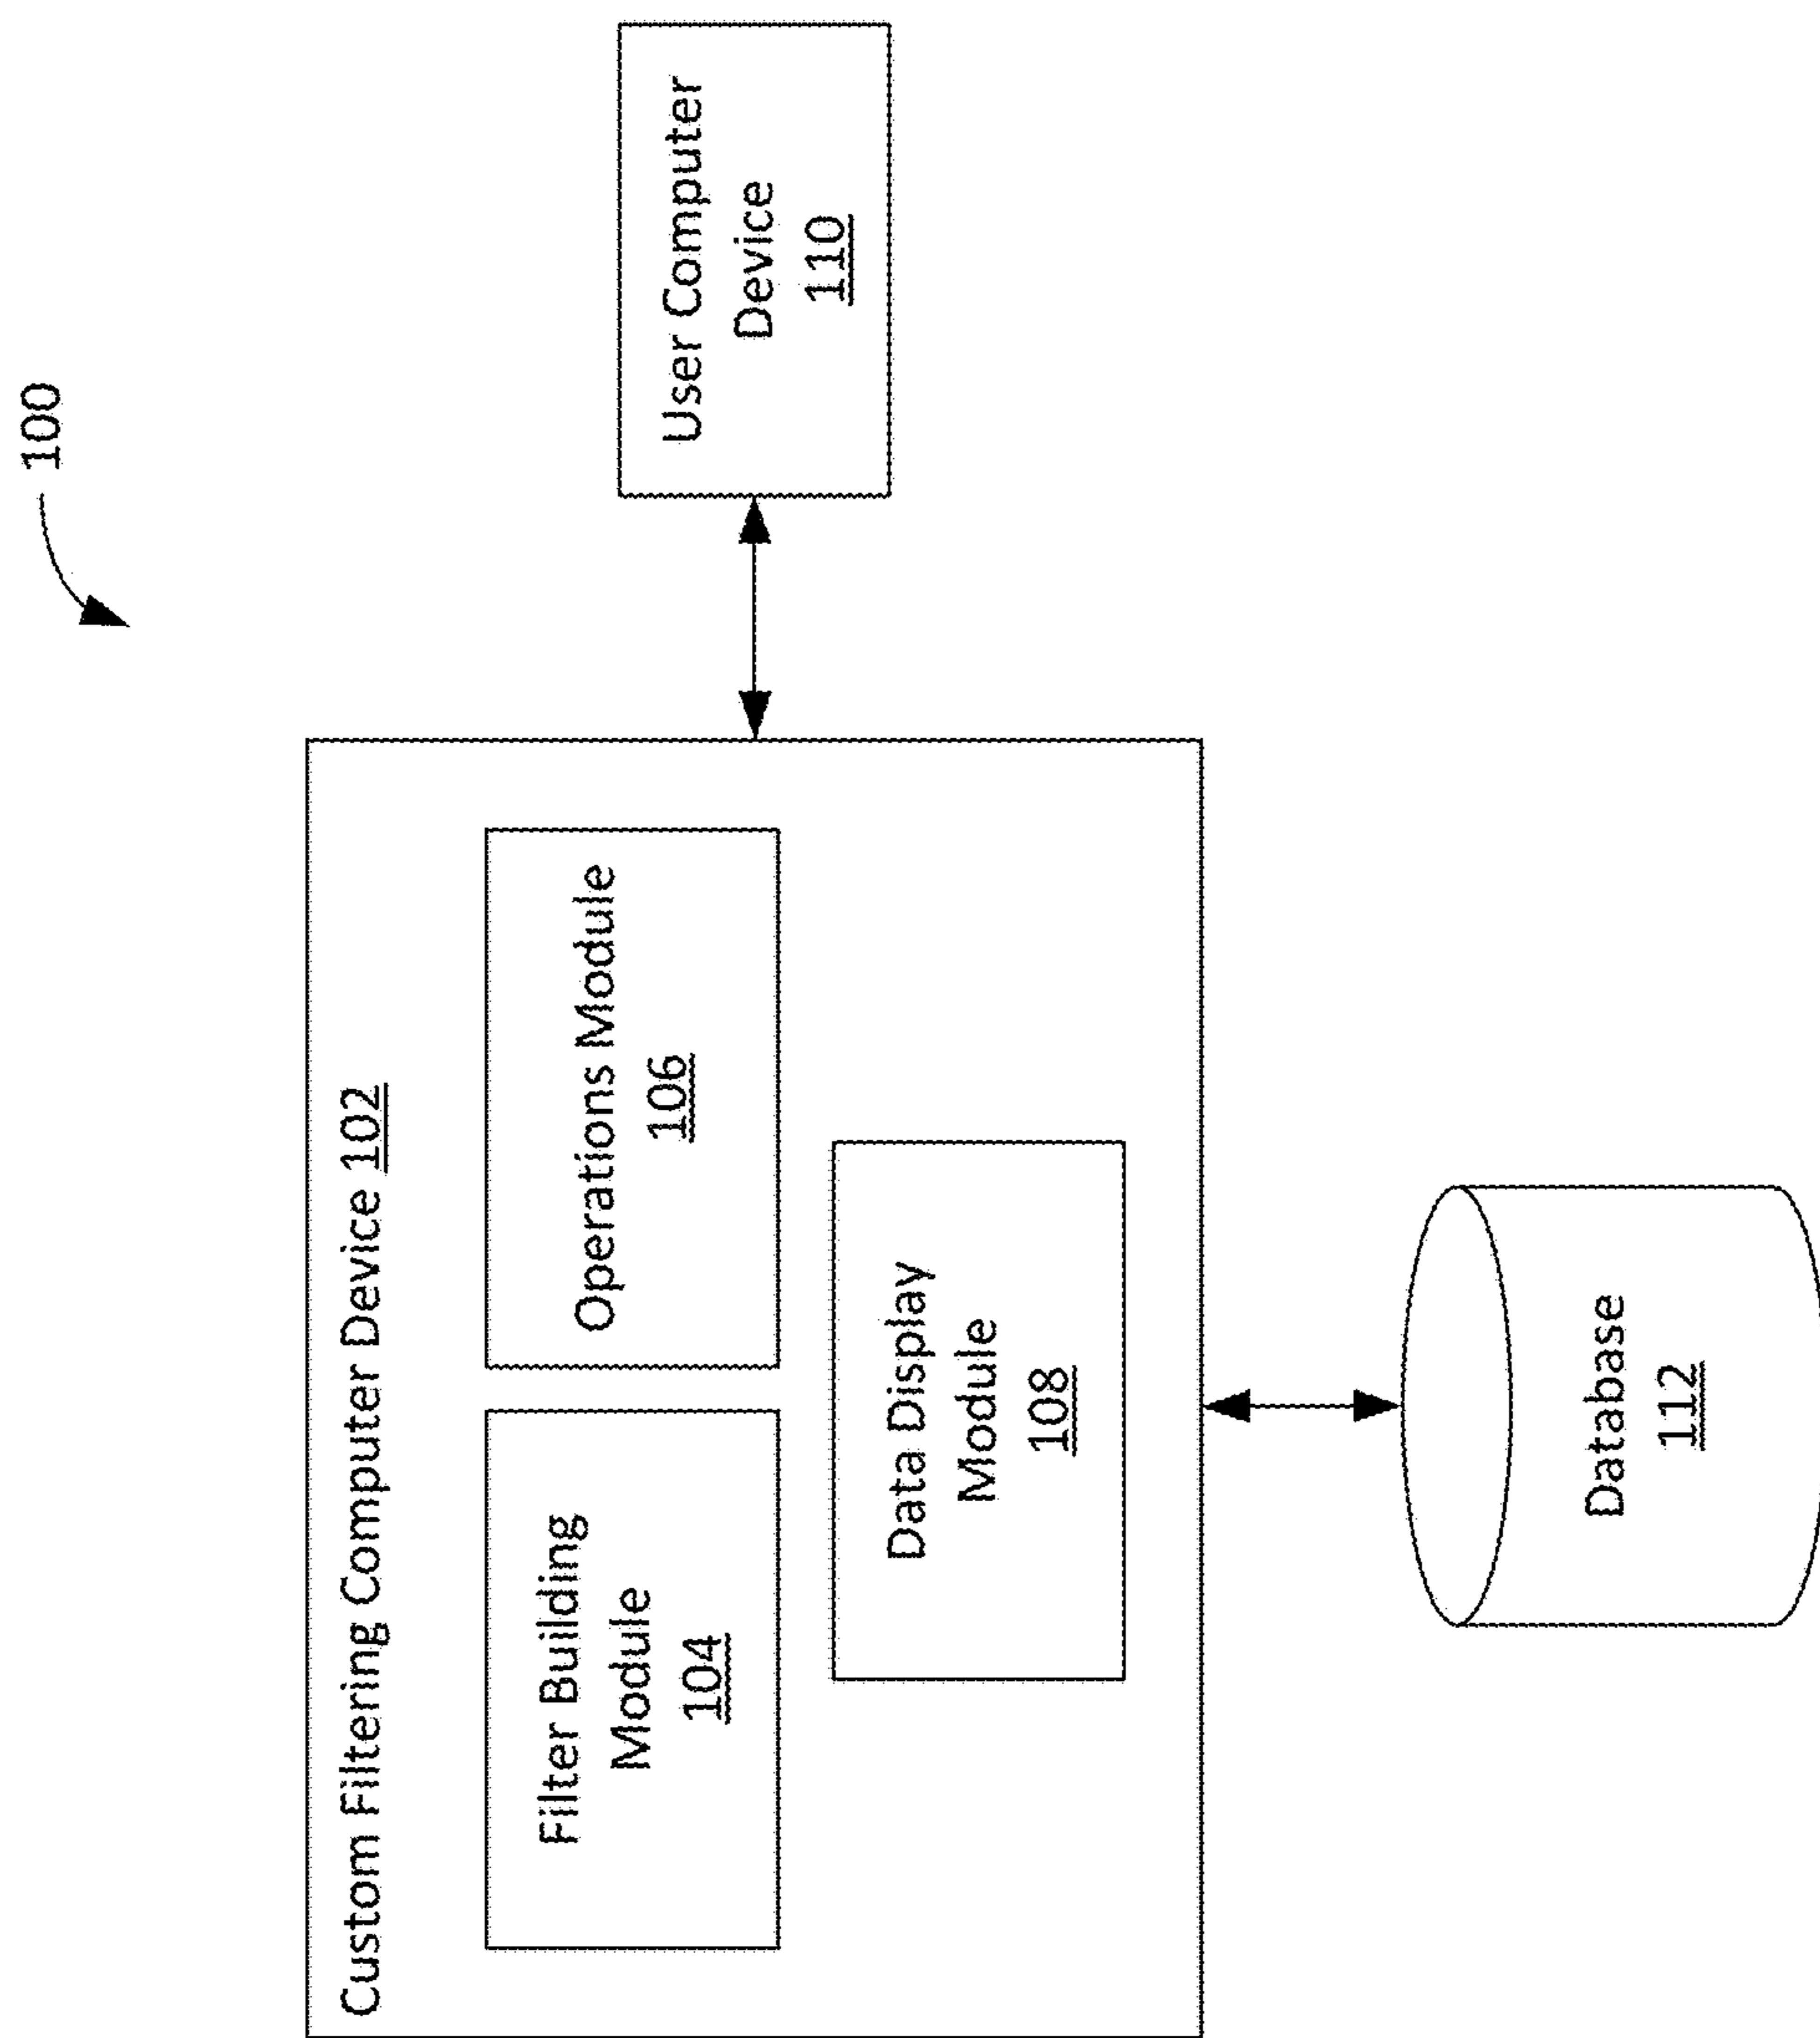 100
Custom Filtering Computer Device 102
Filter Building
Module
104
Operations Module
106
Data Display
Module
108
User Computer
Device
110
Database
112